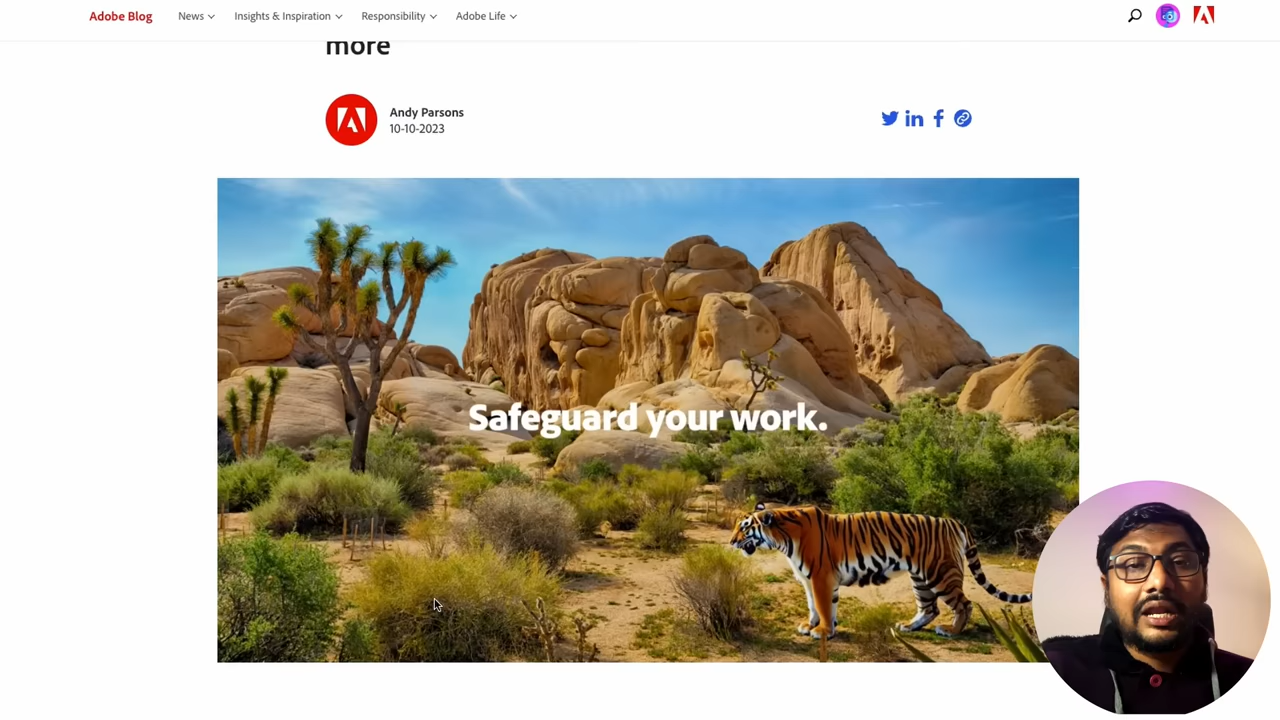 Adobe Blog News Insights & Inspiration Responsibility Adobe Life
more
Andy Parsons
10-10-2023
Safeguard your work.